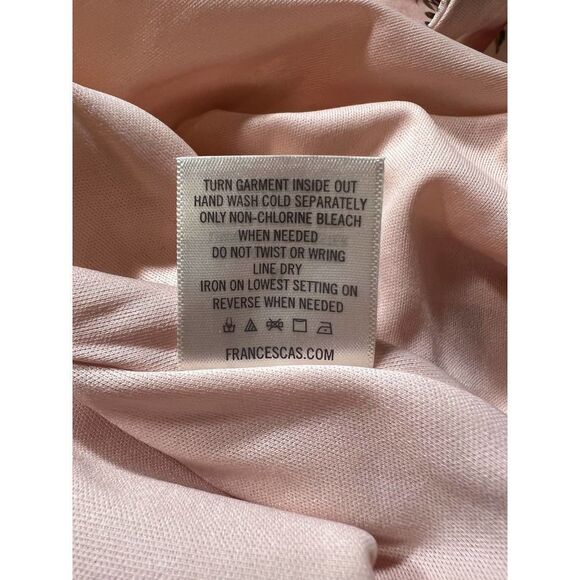 TURN GARMENT INSIDE OUT
HAND WASH COLD SEPARATELY
ONLY NON-CHLORINE BLEACH
WHEN NEEDED
DO NOT TWIST OR WRING
LINE DRY
IRON ON LOWEST SETTING ON
REVERSE WHEN NEEDED
FRANCESCAS.COM